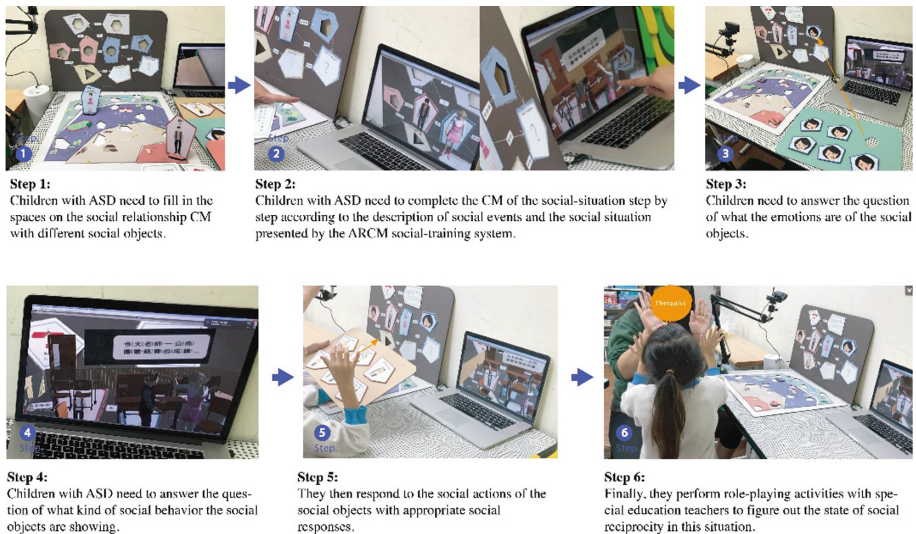 1
Step.
2
Step.
3
Step.
Step 1:
Children with ASD need to fill in the
spaces on the social relationship CM
with different social objects.
Step 2:
Children with ASD need to complete the CM of the social-situation step by
step according to the description of social events and the social situation
presented by the ARCM social-training system.
Step 3:
Children need to answer the question
of what the emotions are of the social
objects.
4
Step.
5
Step.
Therapist
6
Step.
Step 4:
Children with ASD need to answer the ques-
tion of what kind of social behavior the social
objects are showing.
Step 5:
They then respond to the social actions of the
social objects with appropriate social
responses.
Step 6:
Finally, they perform role-playing activities with spe-
cial education teachers to figure out the state of social
reciprocity in this situation.